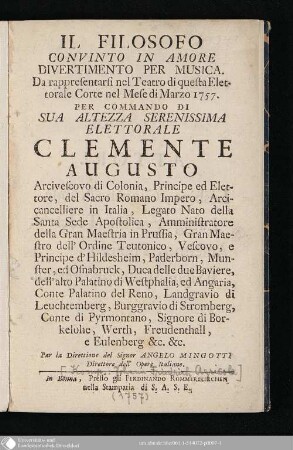 IL FILOSOFO
CONVINTO IN AMORE
DIVERTIMENTO PER MUSICA.
Da rappresentarsi nel Teatro di questa Elet-
torale Corte nel Mese di Marzo 1757.
PER COMMANDO DI
SUA ALTEZZA SERENISSIMA
ELETTORALE
CLEMENTE
AUGUSTO
Arcivescovo di Colonia, Principe ed Elet-
tore, del Sacro Romano Impero, Arci-
cancelliere in Italia, Legato Nato della
Santa Sede Apostolica, Amministratore
della Gran Maestria in Prussia, Gran Mae-
stro dell' Ordine Teutonico, Vescovo, e
Principe d'Hildesheim, Paderborn, Mun-
ster, ed Osnabruck, Duca delle due Baviere,
dell'alto Palatino di Westphalia, ed Angaria,
Conte Palatino del Reno, Landgravio di
Leuchtemberg, Burggravio di Stromberg,
Conte di Pyrmontano, Signore di Bor-
kelohe, Werth, Freudenthall,
e Eulenberg &c. &c.
Per la Direttione del Signor ANGELO MINGOTTI
Direttore dell' Opera Italiane.
in Bonna, Presso gli FERDINANDO ROMMERSKIRCHEN
nella Stamparia di S. A. S. E.
(1757)